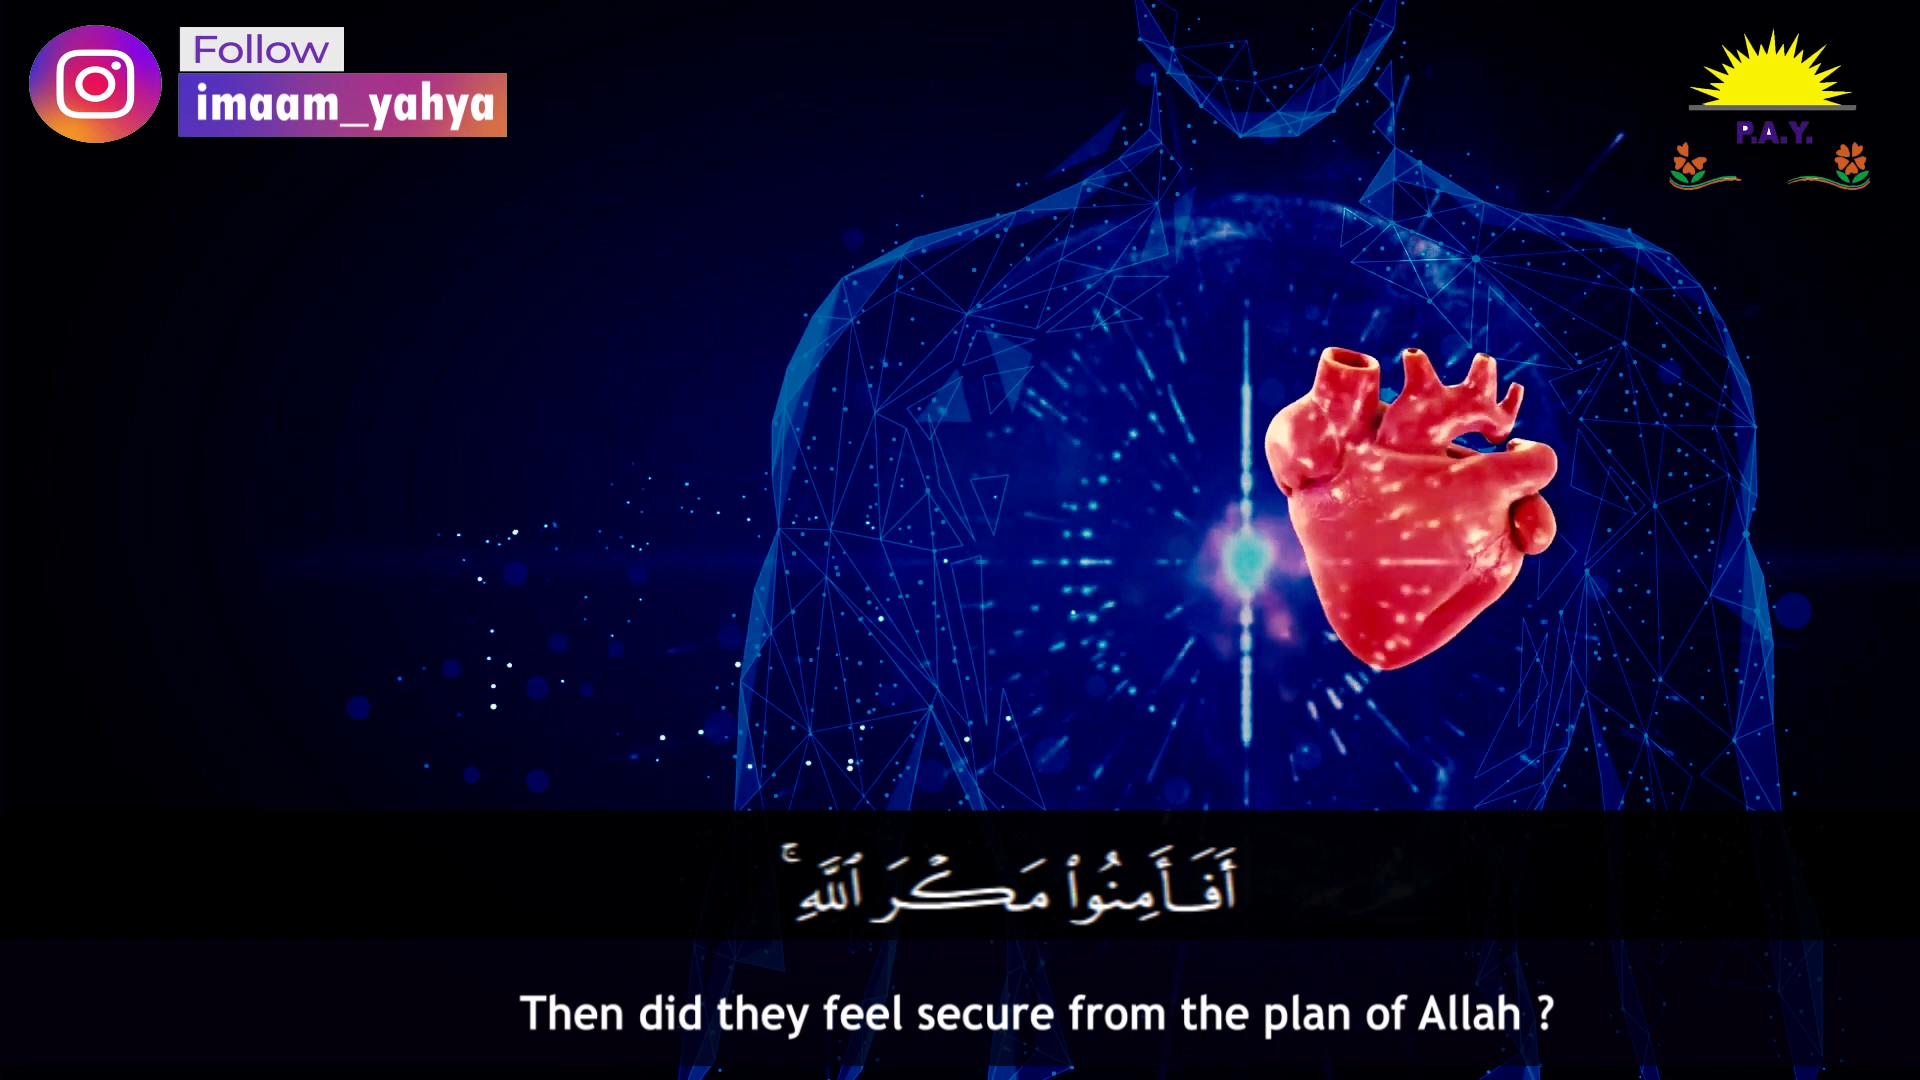 Follow
imaam_yahya
P.A.Y.
أَفَأَمِنُوا۟ مَكْرَ ٱللَّهِ ۚ
Then did they feel secure from the plan of Allah ?